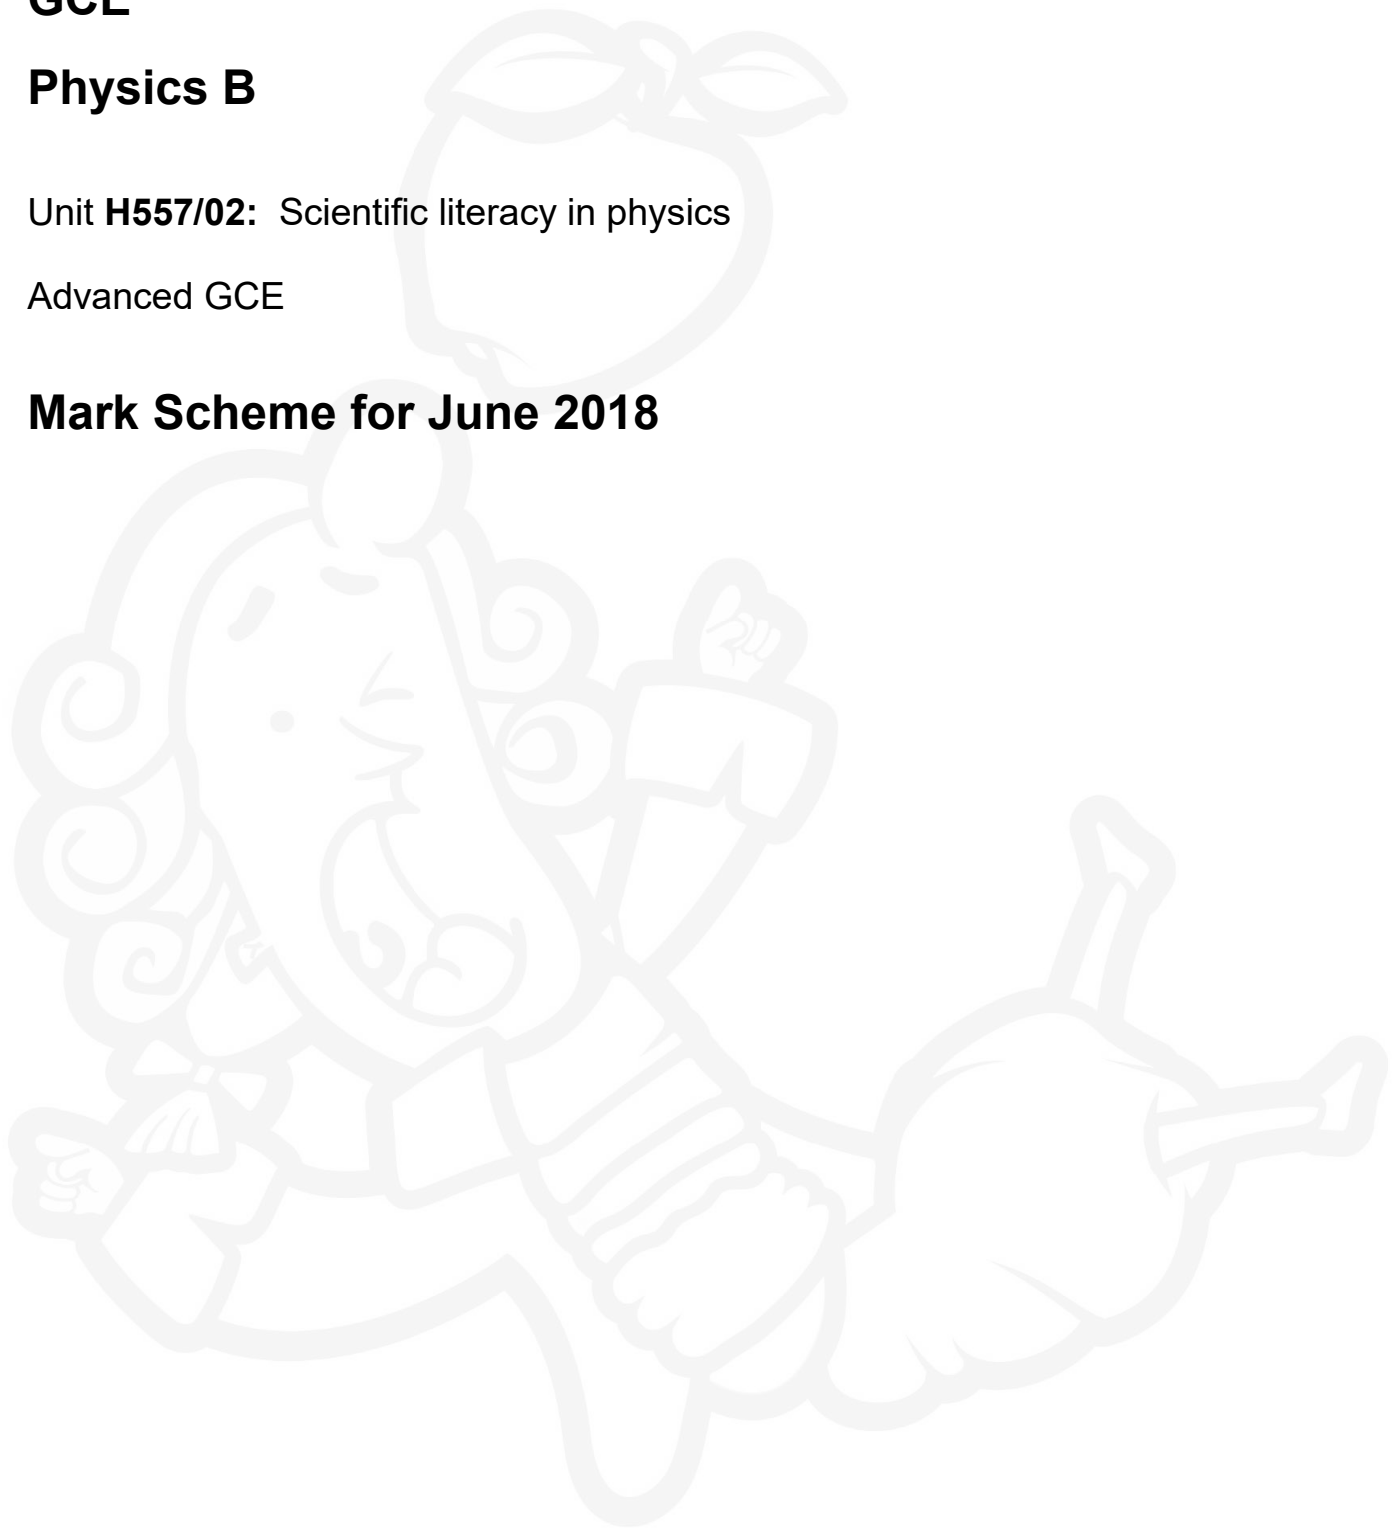 GCE
Physics B
Unit H557/02: Scientific literacy in physics
Advanced GCE
Mark Scheme for June 2018